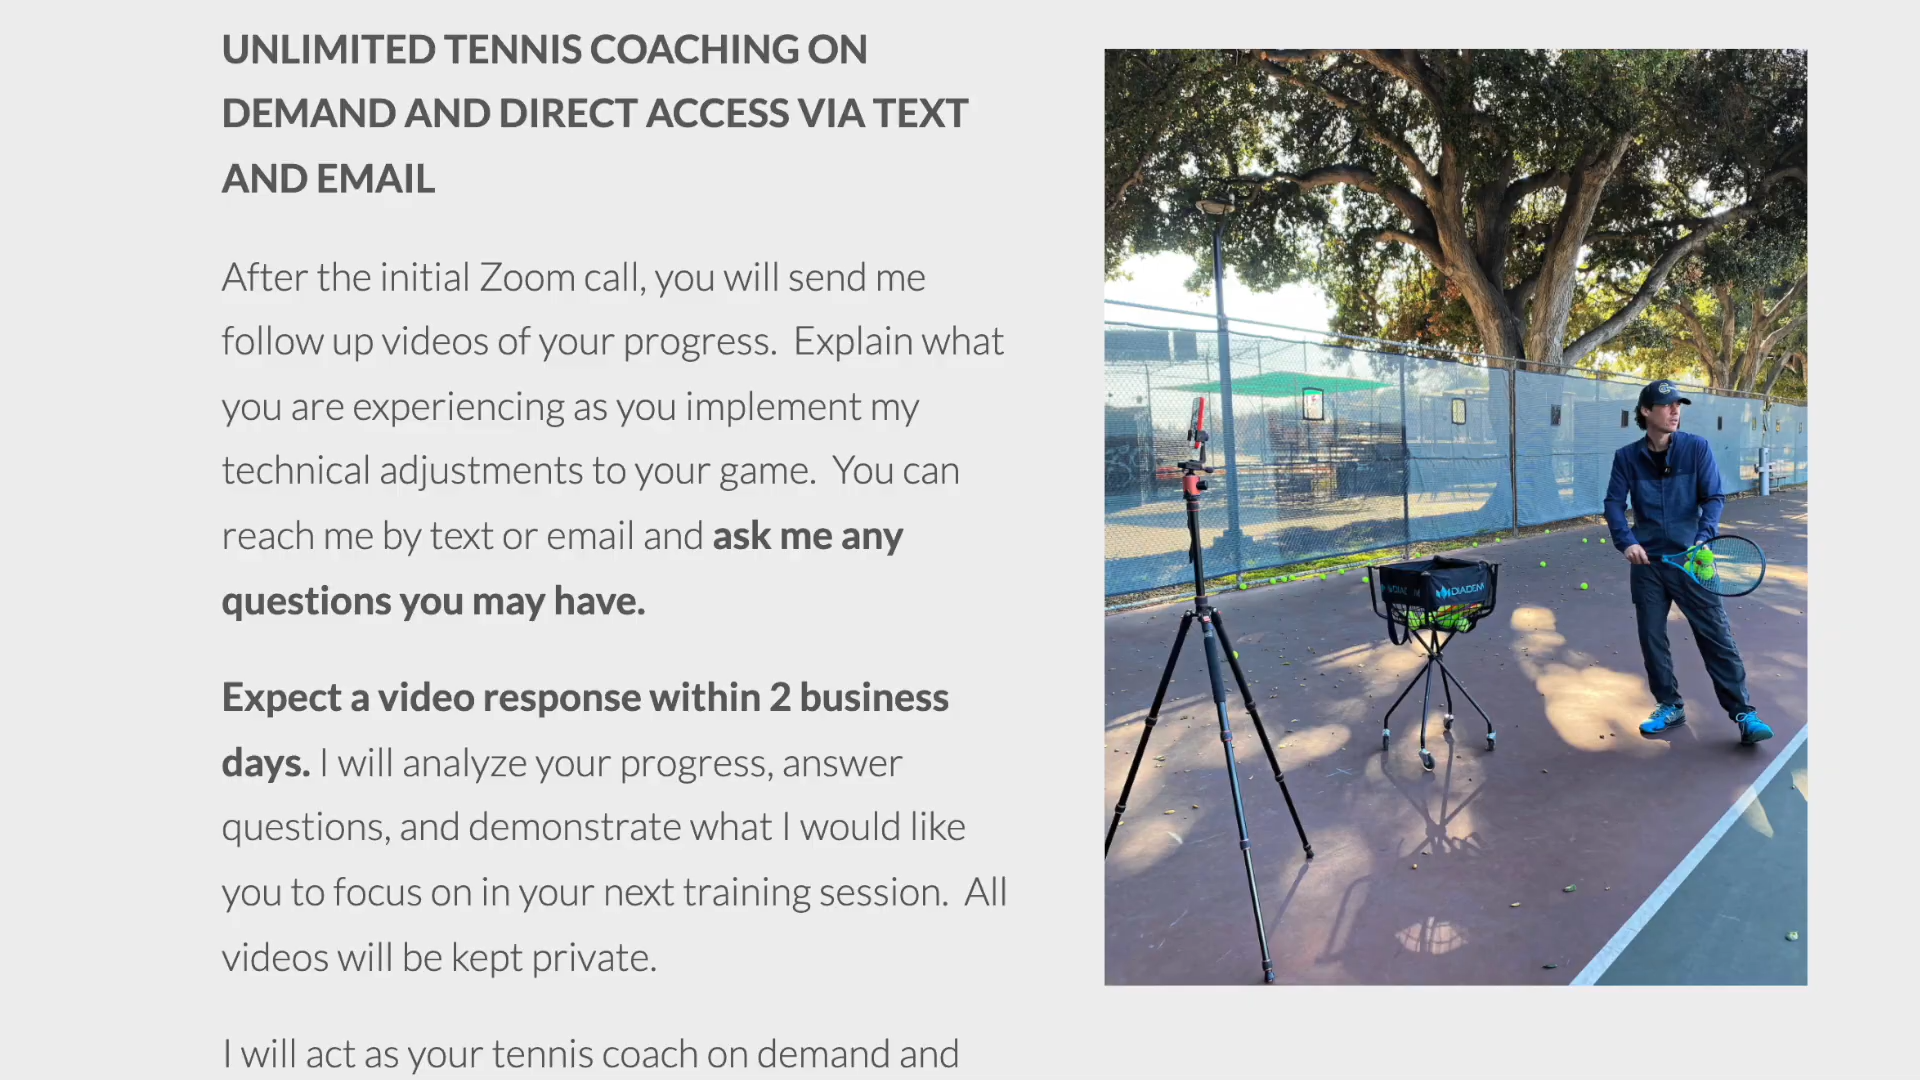 UNLIMITED TENNIS COACHING ON
DEMAND AND DIRECT ACCESS VIA TEXT
AND EMAIL
After the initial Zoom call, you will send me
follow up videos of your progress.  Explain what
you are experiencing as you implement my
technical adjustments to your game.  You can
reach me by text or email and ask me any
questions you may have.
Expect a video response within 2 business
days. I will analyze your progress, answer
questions, and demonstrate what I would like
you to focus on in your next training session.  All
videos will be kept private.
I will act as your tennis coach on demand and
DIADEM